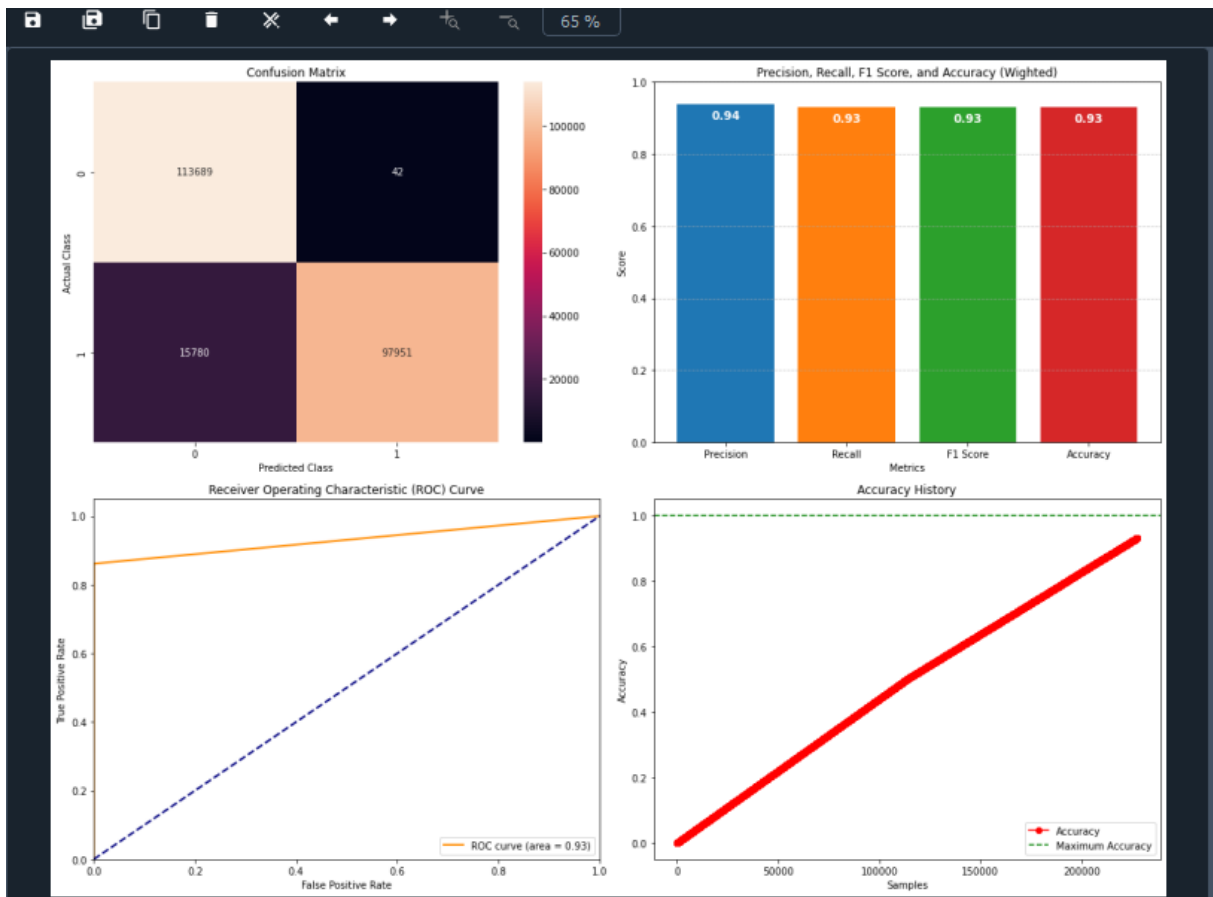 65 %
Confusion Matrix
0
1
Actual Class
113689
42
15780
97951
0
1
Predicted Class
100000
80000
60000
40000
20000
Precision, Recall, F1 Score, and Accuracy (Wighted)
1.0
0.8
0.6
0.4
0.2
0.0
Score
0.94
0.93
0.93
0.93
Precision
Recall
F1 Score
Accuracy
Metrics
Receiver Operating Characteristic (ROC) Curve
1.0
0.8
0.6
0.4
0.2
0.0
True Positive Rate
ROC curve (area = 0.93)
0.0
0.2
0.4
0.6
0.8
1.0
False Positive Rate
Accuracy History
1.0
0.8
0.6
0.4
0.2
0.0
Accuracy
Accuracy
Maximum Accuracy
0
50000
100000
150000
200000
Samples